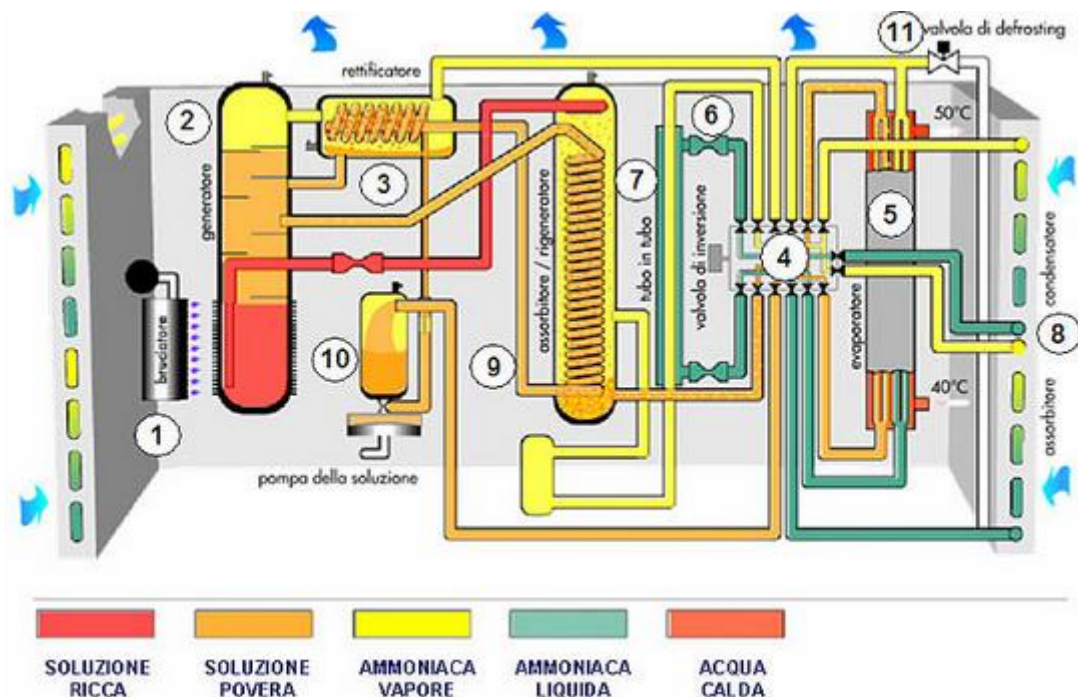 11
valvola di defrosting
rettificatore
2
6
50°C
3
7
generatore
assorbitore / rigeneratore
tubo in tubo
valvola di inversione
4
5
condensatore
bruciatore
evaporatore
8
10
9
40°C
assorbitore
1
pompa della soluzione
SOLUZIONE RICCA
SOLUZIONE POVERA
AMMONIACA VAPORE
AMMONIACA LIQUIDA
ACQUA CALDA